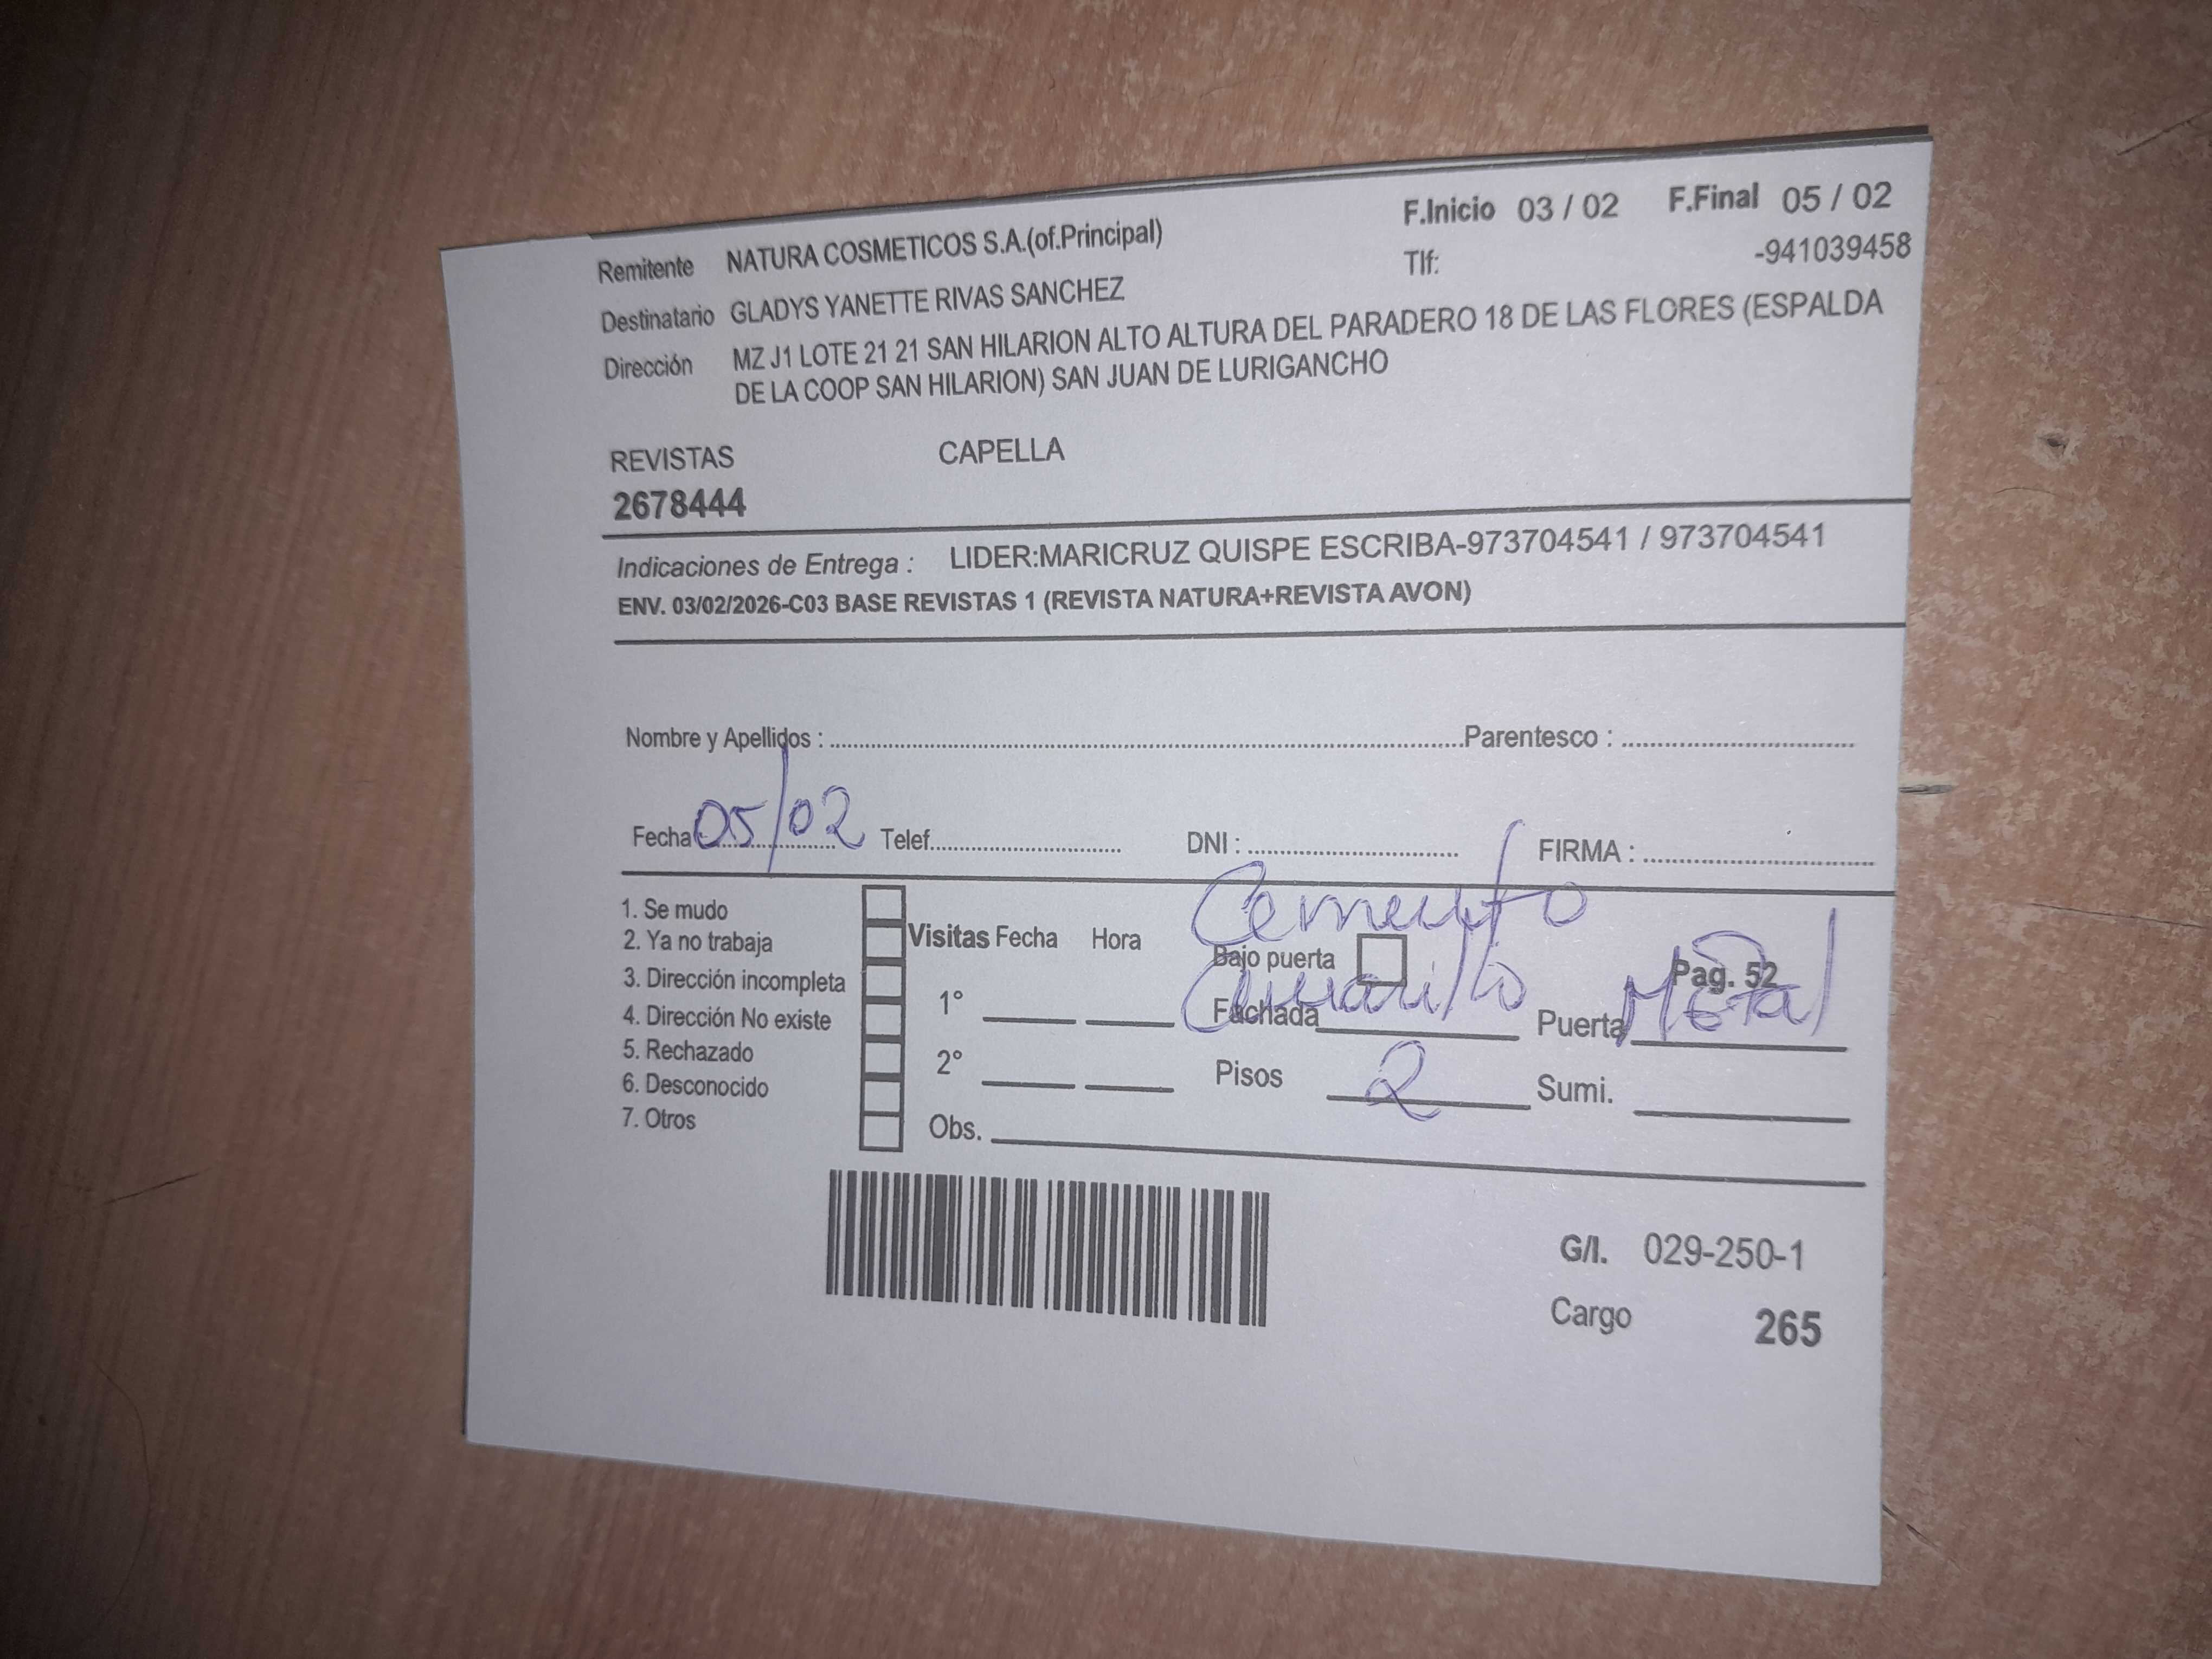 Remitente NATURA COSMETICOS S.A.(of.Principal) F.Inicio 03 / 02 F.Final 05 / 02
Destinatario GLADYS YANETTE RIVAS SANCHEZ Tlf: -941039458
Dirección MZ J1 LOTE 21 21 SAN HILARION ALTO ALTURA DEL PARADERO 18 DE LAS FLORES (ESPALDA
DE LA COOP SAN HILARION) SAN JUAN DE LURIGANCHO
REVISTAS CAPELLA
2678444
Indicaciones de Entrega : LIDER:MARICRUZ QUISPE ESCRIBA-973704541 / 973704541
ENV. 03/02/2026-C03 BASE REVISTAS 1 (REVISTA NATURA+REVISTA AVON)
Nombre y Apellidos : Parentesco :
Fecha 05/02 Telef. DNI : FIRMA :
1. Se mudo
2. Ya no trabaja
3. Dirección incompleta
4. Dirección No existe
5. Rechazado
6. Desconocido
7. Otros
Visitas Fecha Hora
1°
2°
Obs.
Cemento
Bajo puerta Pag. 52
Fachada Amarillo Puerta Metal
Pisos 2 Sumi.
G/I. 029-250-1
Cargo 265